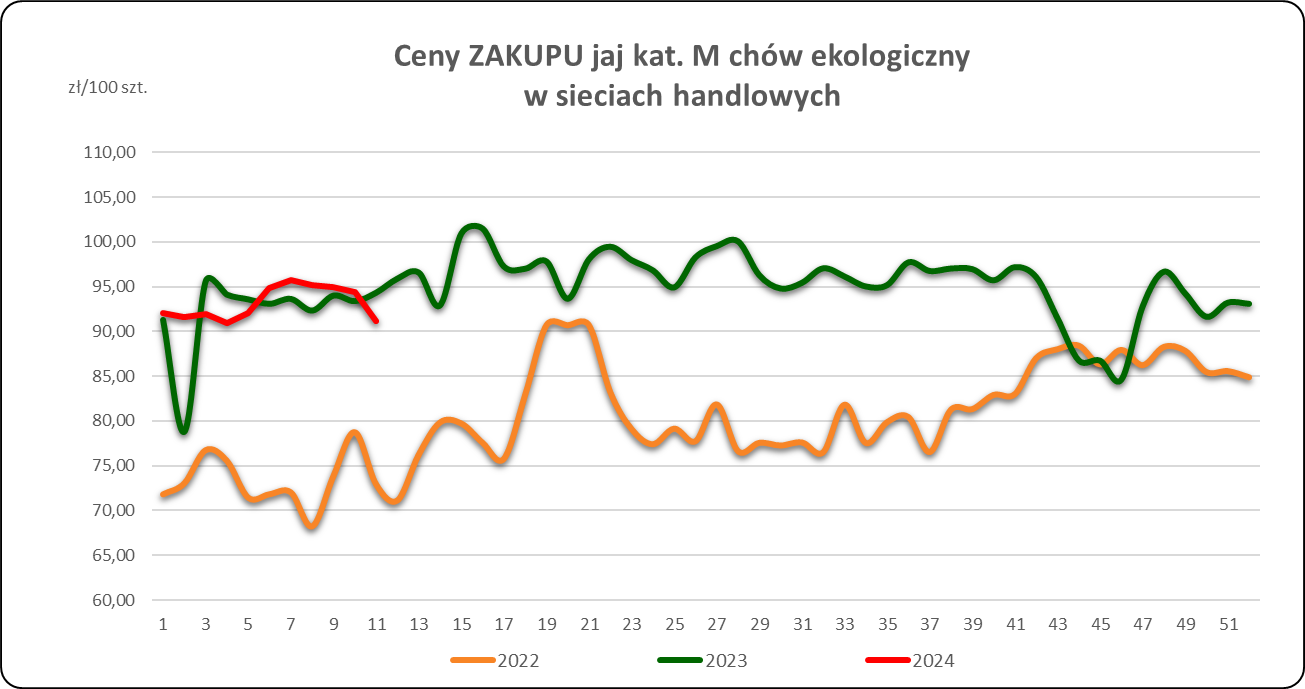 Ceny ZAKUPU jaj kat. M chów ekologiczny
w sieciach handlowych
zł/100 szt.
110,00
105,00
100,00
95,00
90,00
85,00
80,00
75,00
70,00
65,00
60,00
1 3 5 7 9 11 13 15 17 19 21 23 25 27 29 31 33 35 37 39 41 43 45 47 49 51
2022 2023 2024